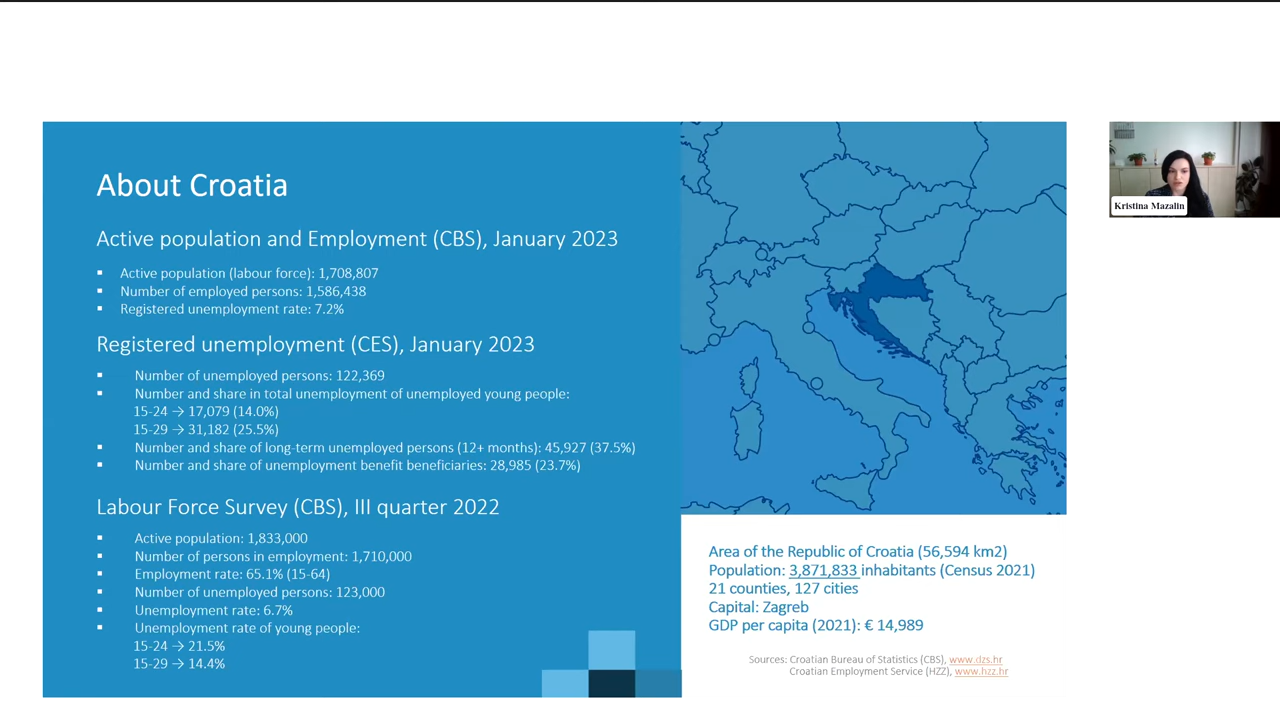 About Croatia
Active population and Employment (CBS), January 2023
▪ Active population (labour force): 1,708,807
▪ Number of employed persons: 1,586,438
▪ Registered unemployment rate: 7.2%
Registered unemployment (CES), January 2023
▪ Number of unemployed persons: 122,369
▪ Number and share in total unemployment of unemployed young people:
15-24 → 17,079 (14.0%)
15-29 → 31,182 (25.5%)
▪ Number and share of long-term unemployed persons (12+ months): 45,927 (37.5%)
▪ Number and share of unemployment benefit beneficiaries: 28,985 (23.7%)
Labour Force Survey (CBS), III quarter 2022
▪ Active population: 1,833,000
▪ Number of persons in employment: 1,710,000
▪ Employment rate: 65.1% (15-64)
▪ Number of unemployed persons: 123,000
▪ Unemployment rate: 6.7%
▪ Unemployment rate of young people:
15-24 → 21.5%
15-29 → 14.4%
Area of the Republic of Croatia (56,594 km2)
Population: 3,871,833 inhabitants (Census 2021)
21 counties, 127 cities
Capital: Zagreb
GDP per capita (2021): € 14,989
Sources: Croatian Bureau of Statistics (CBS), www.dzs.hr
Croatian Employment Service (HZZ), www.hzz.hr
Kristina Mazalin